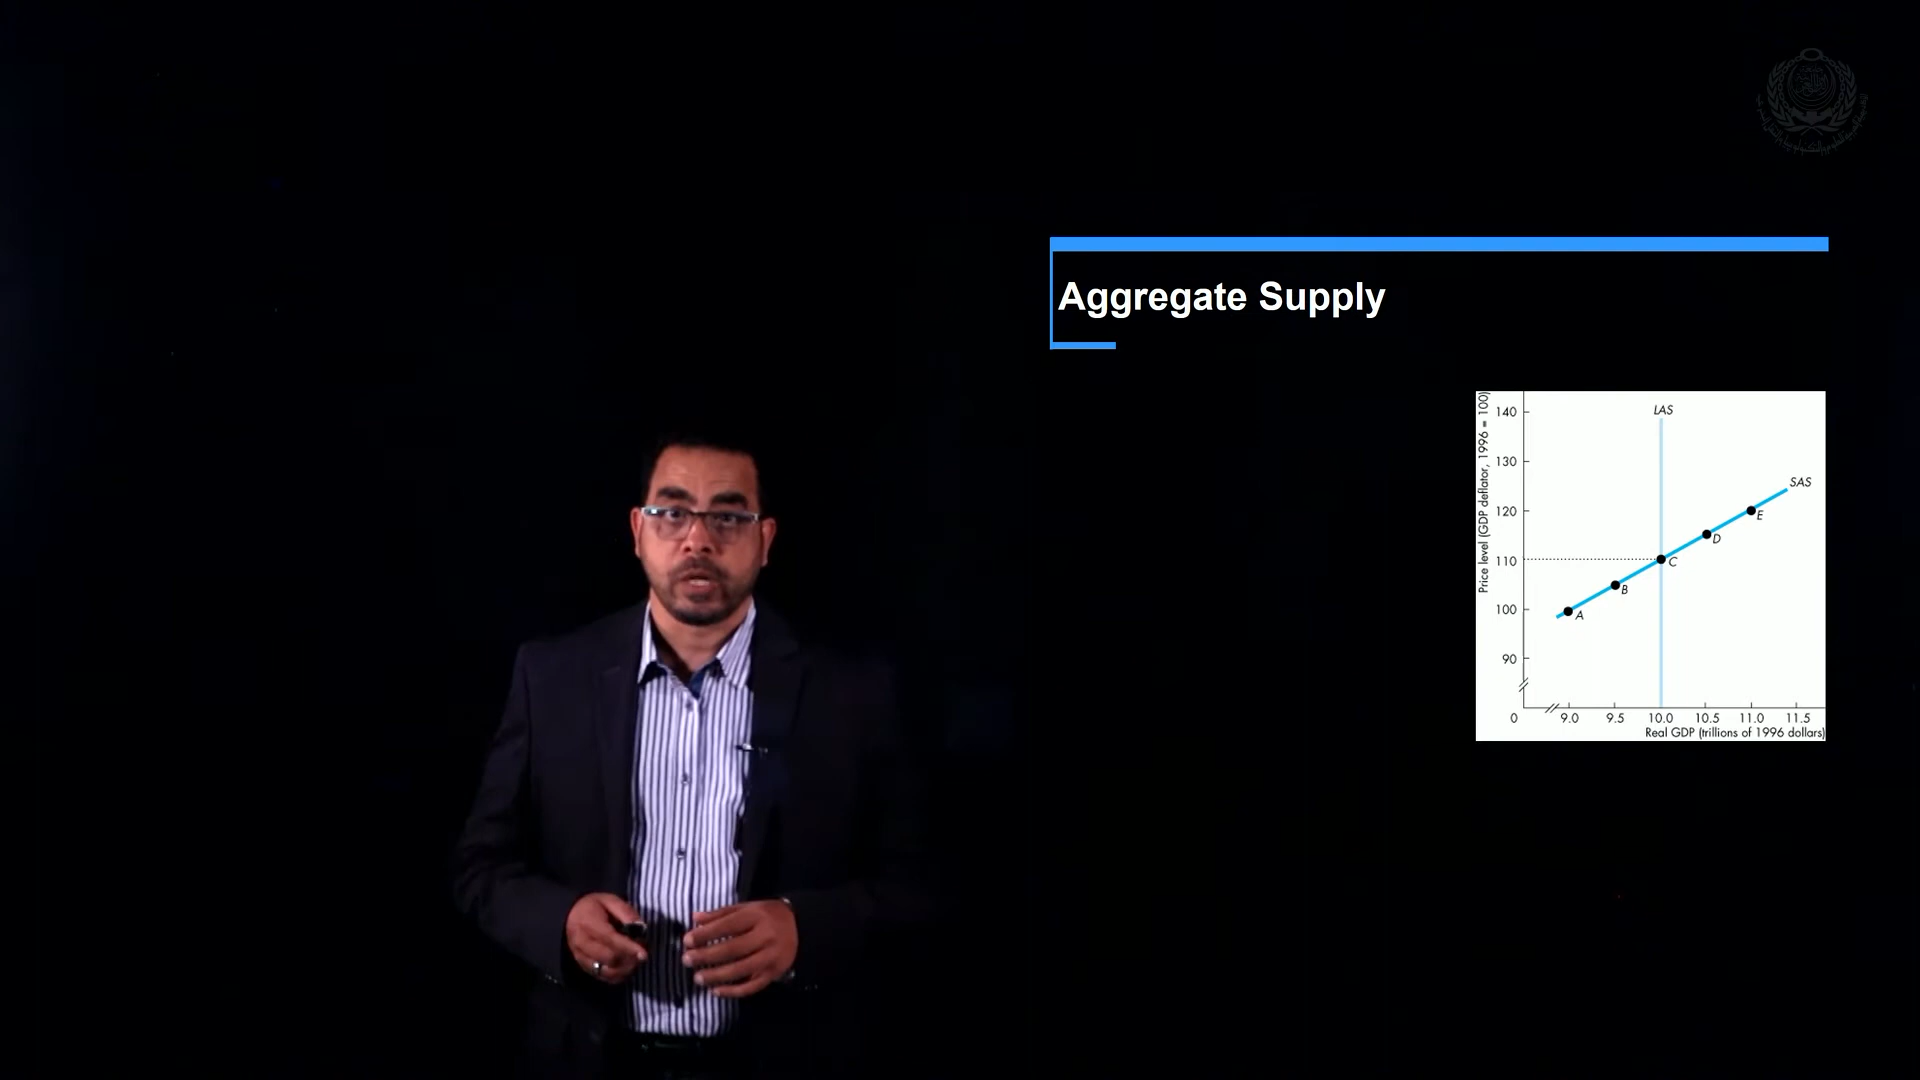 Aggregate Supply
Price level (GDP deflator, 1996 = 100)
140
130
120
110
100
90
0
LAS
SAS
A
B
C
D
E
9.0 9.5 10.0 10.5 11.0 11.5
Real GDP (trillions of 1996 dollars)